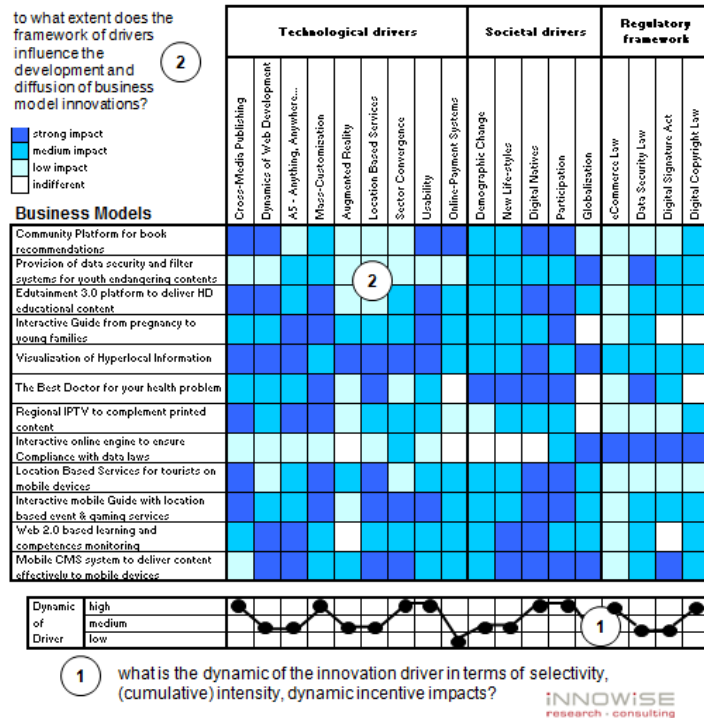 to what extent does the
framework of drivers
influence the
development and
diffusion of business
model innovations?
2
strong impact
medium impact
low impact
indifferent
Business Models
Technological drivers
Societal drivers
Regulatory
framework
Cross-Media Publishing
Dynamics of Web Development
A5 - Anything, Anywhere...
Mass-Customization
Augmented Reality
Location Based Services
Sector Convergence
Usability
Online-Payment Systems
Demographic Change
New Life-styles
Digital Natives
Participation
Globalization
eCommerce Law
Data Security Law
Digital Signature Act
Digital Copyright Law
Community Platform for book
recommendations
Provision of data security and filter
systems for youth endangering contents
2
Edutainment 3.0 platform to deliver HD
educational content
Interactive Guide from pregnancy to
young families
Visualization of Hyperlocal Information
The Best Doctor for your health problem
Regional IPTV to complement printed
content
Interactive online engine to ensure
Compliance with data laws
Location Based Services for tourists on
mobile devices
Interactive mobile Guide with location
based event & gaming services
Web 2.0 based learning and
competences monitoring
Mobile CMS system to deliver content
effectively to mobile devices
Dynamic
of
Driver
high
medium
low
1
1
what is the dynamic of the innovation driver in terms of selectivity,
(cumulative) intensity, dynamic incentive impacts?
iNNOWiSE
research - consulting